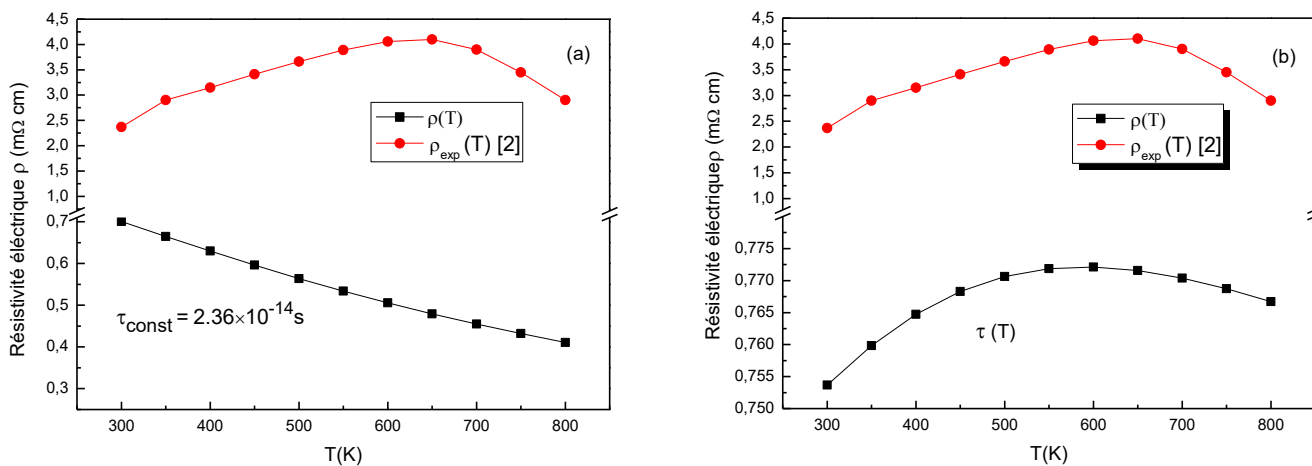 4,5
4,0
3,5
3,0
2,5
2,0
1,5
1,0
0,7
0,6
0,5
0,4
0,3
Résistivité éléctrique ρ (mΩ cm)
(a)
ρ(T)
ρexp (T) [2]
τconst = 2.36×10-14s
300 400 500 600 700 800
T(K)
4,5
4,0
3,5
3,0
2,5
2,0
1,5
1,0
0,775
0,770
0,765
0,760
0,755
0,750
Résistivité éléctriqueρ (mΩ cm)
(b)
ρ(T)
ρexp (T) [2]
τ (T)
300 400 500 600 700 800
T(K)